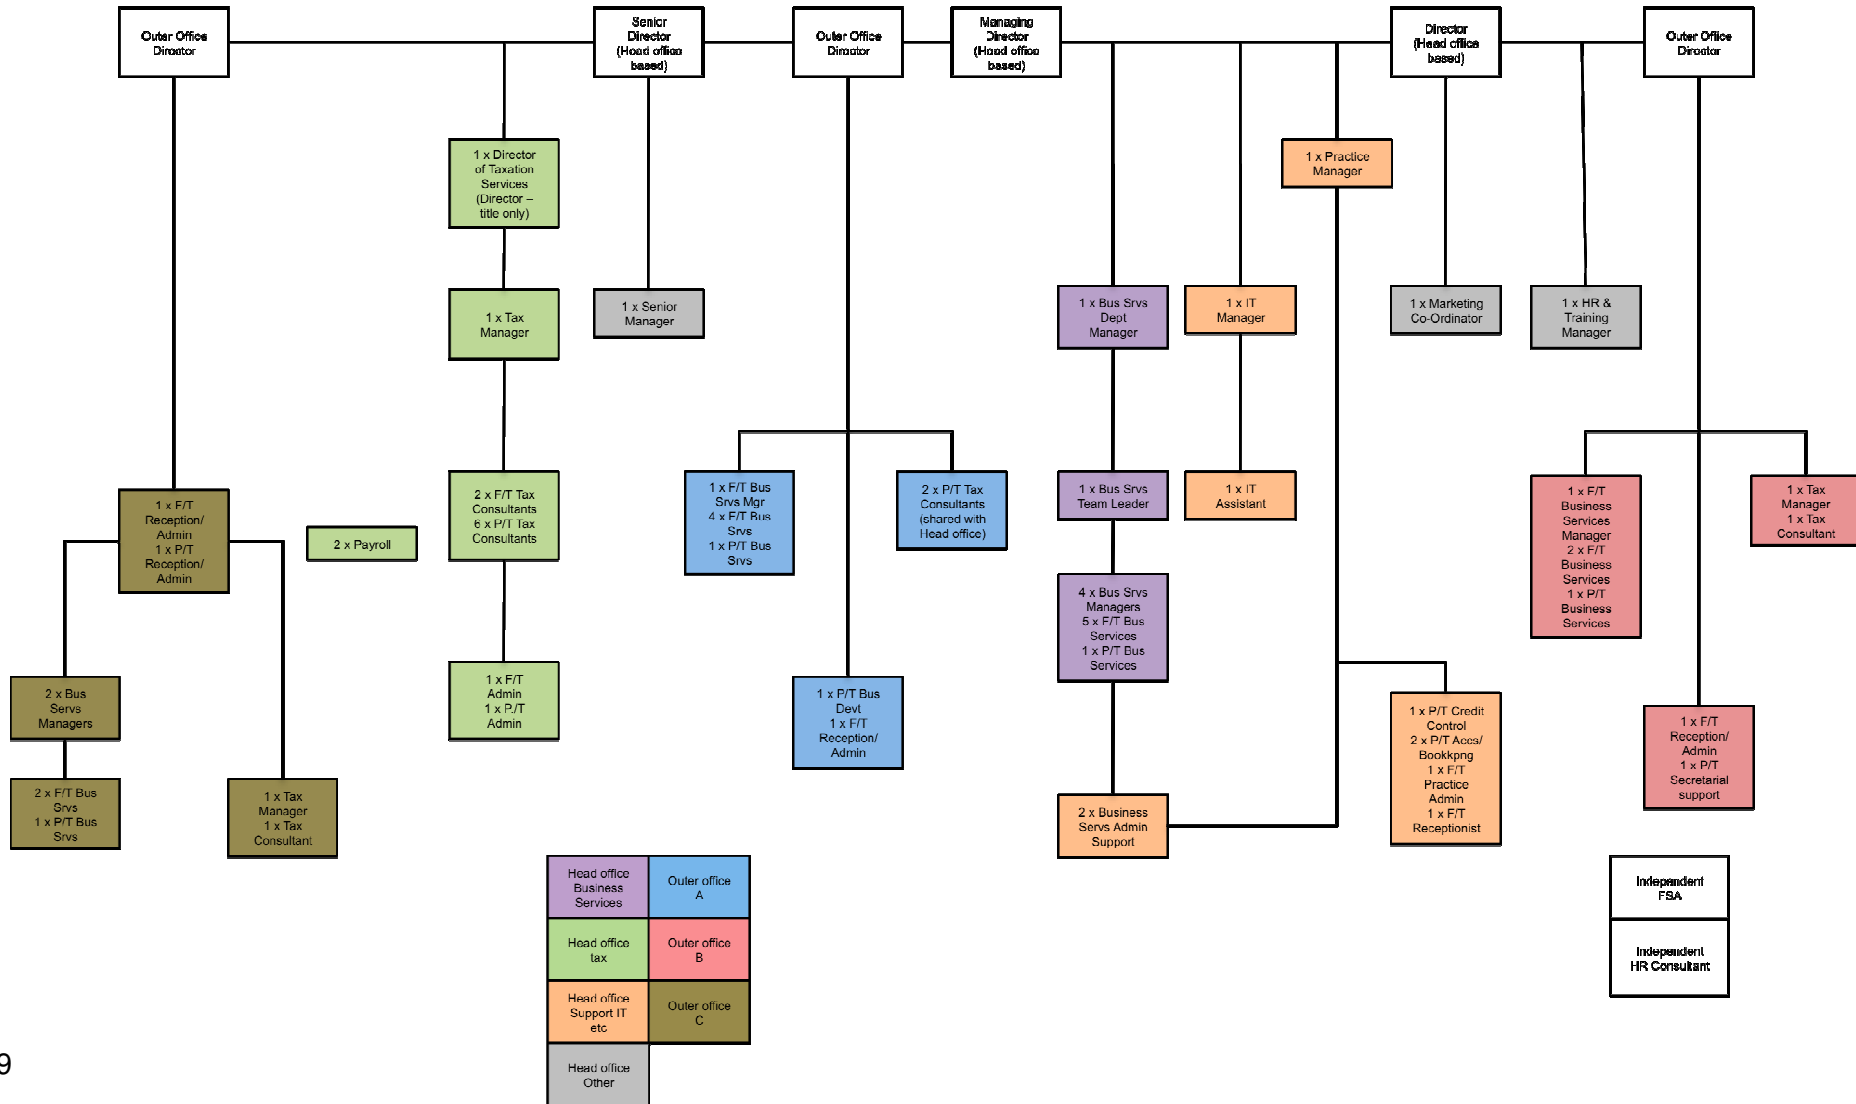 Outer Office
Director
Senior
Director
(Head office
based)
Outer Office
Director
Managing
Director
(Head office
based)
Director
(Head office
based)
Outer Office
Director
1 x Director
of Taxation
Services
(Director –
title only)
1 x Practice
Manager
1 x Tax
Manager
1 x Senior
Manager
1 x Bus Srvs
Dept
Manager
1 x IT
Manager
1 x Marketing
Co-Ordinator
1 x HR &
Training
Manager
1 x F/T
Reception/
Admin
1 x P/T
Reception/
Admin
2 x Payroll
2 x F/T Tax
Consultants
6 x P/T Tax
Consultants
1 x F/T Bus
Srvs Mgr
4 x F/T Bus
Srvs
1 x P/T Bus
Srvs
2 x P/T Tax
Consultants
(shared with
Head office)
1 x Bus Srvs
Team Leader
1 x IT
Assistant
1 x F/T
Business
Services
Manager
2 x F/T
Business
Services
1 x P/T
Business
Services
1 x Tax
Manager
1 x Tax
Consultant
4 x Bus Srvs
Managers
5 x F/T Bus
Services
1 x P/T Bus
Services
2 x Bus
Servs
Managers
1 x F/T
Admin
1 x P./T
Admin
1 x P/T Bus
Devt
1 x F/T
Reception/
Admin
1 x P/T Credit
Control
2 x P/T Accs/
Bookkpng
1 x F/T
Practice
Admin
1 x F/T
Receptionist
1 x F/T
Reception/
Admin
1 x P/T
Secretarial
support
2 x F/T Bus
Srvs
1 x P/T Bus
Srvs
1 x Tax
Manager
1 x Tax
Consultant
2 x Business
Servs Admin
Support
Head office
Business
Services
Outer office
A
Head office
tax
Outer office
B
Head office
Support IT
etc
Outer office
C
Head office
Other
Independent
FSA
Independent
HR Consultant
9